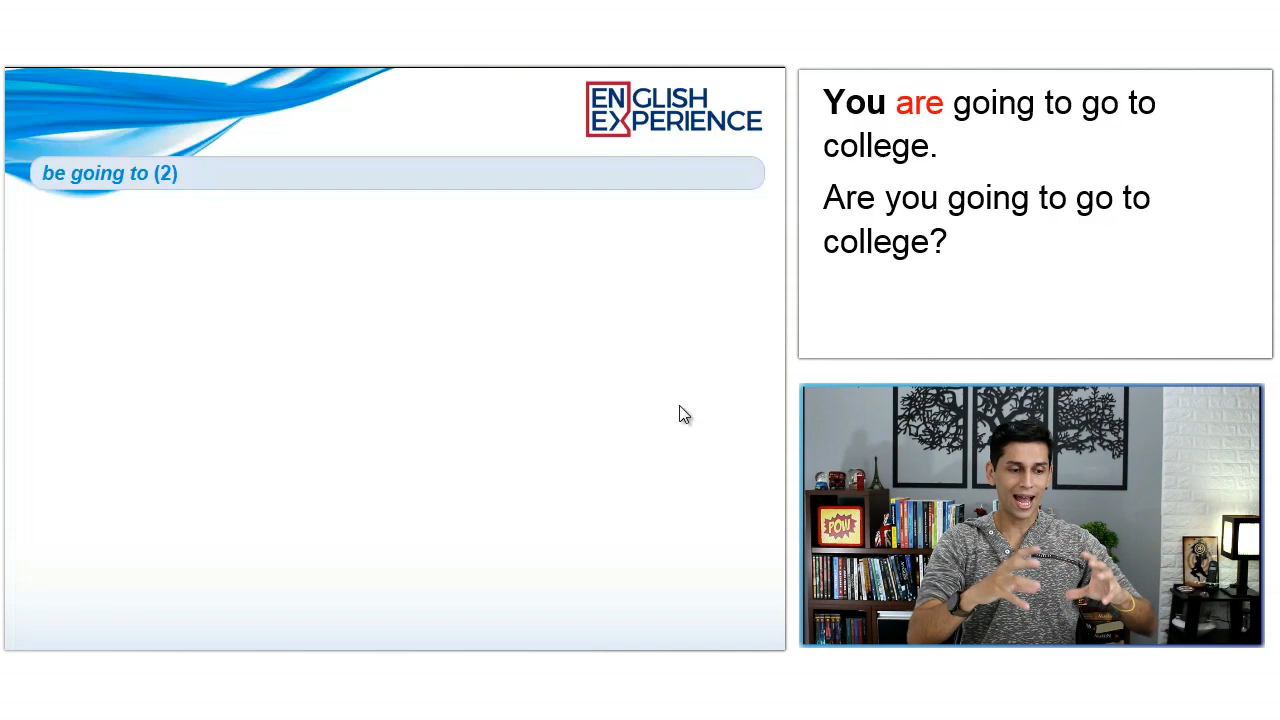 ENGLISH
EXPERIENCE
be going to (2)
You are going to go to
college.
Are you going to go to
college?
POW